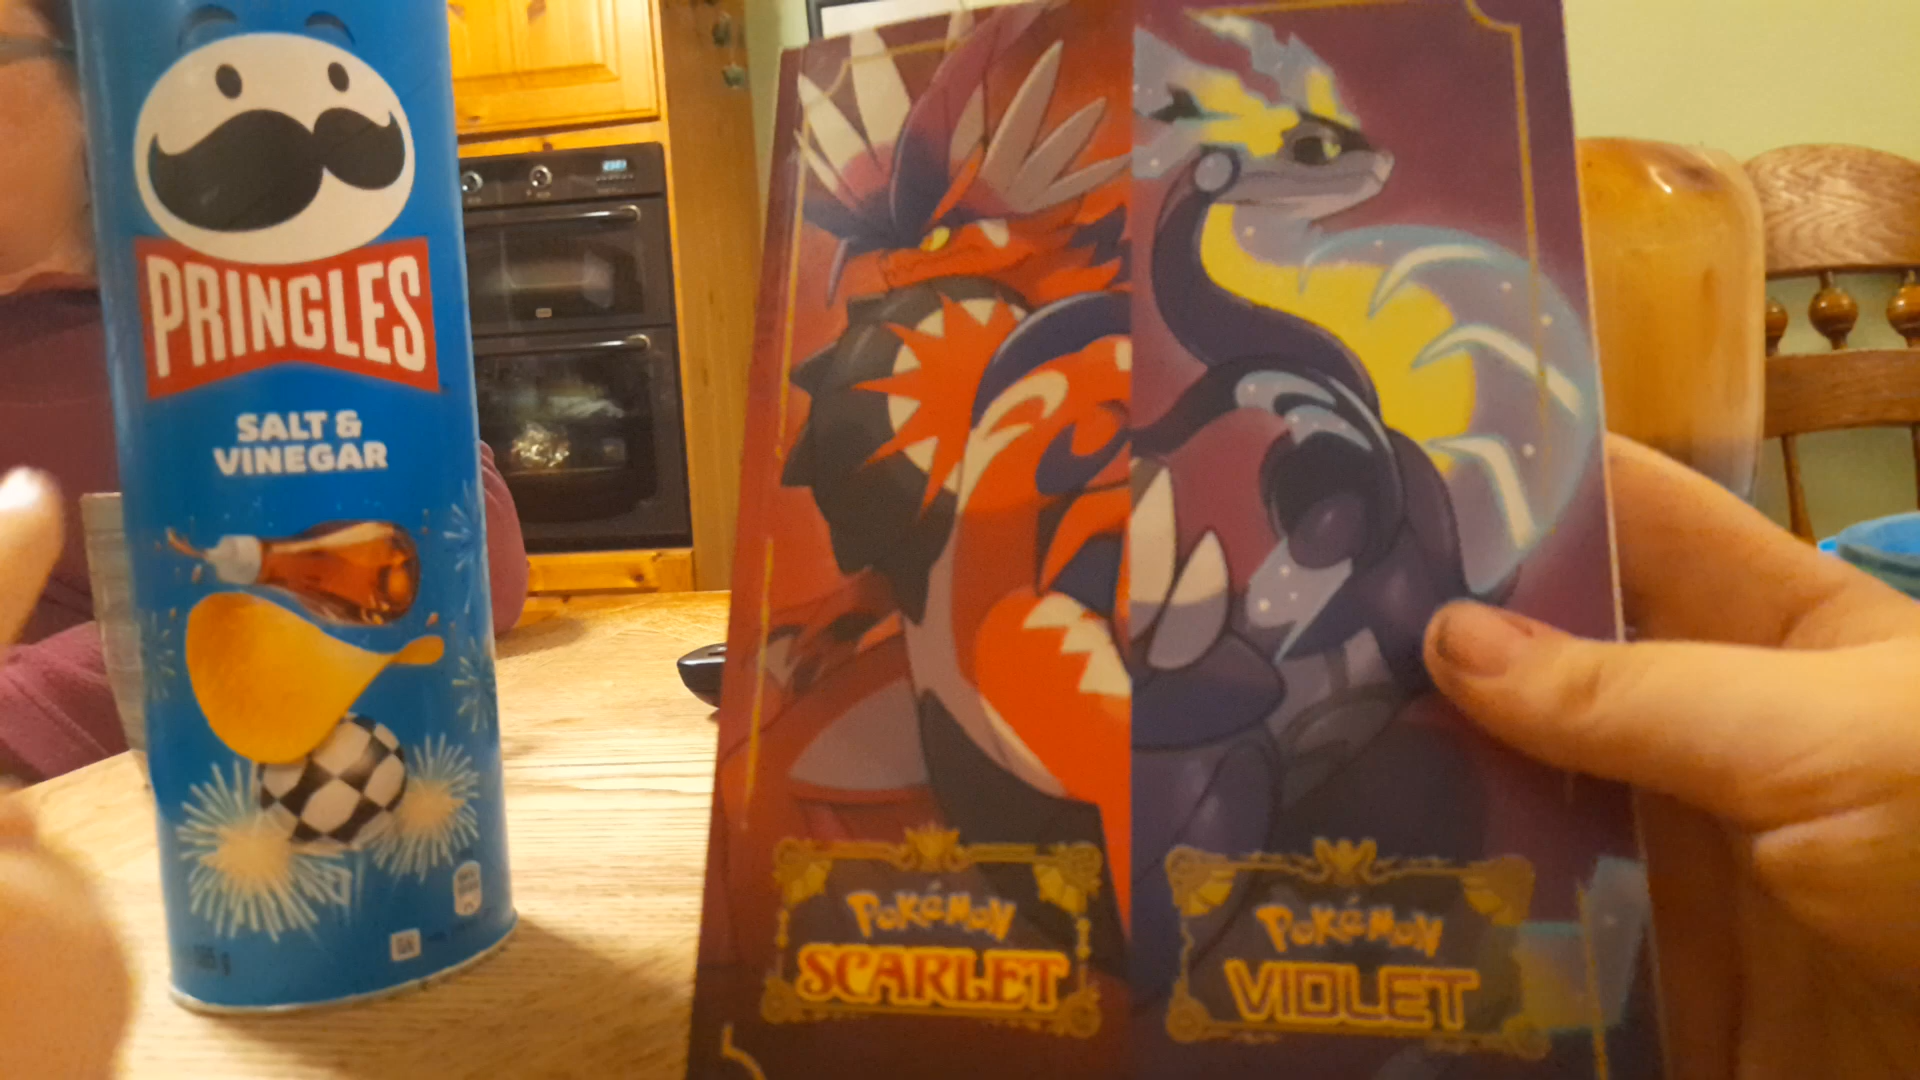 PRINGLES
SALT &
VINEGAR
POKÉMON
SCARLET
POKÉMON
VIOLET